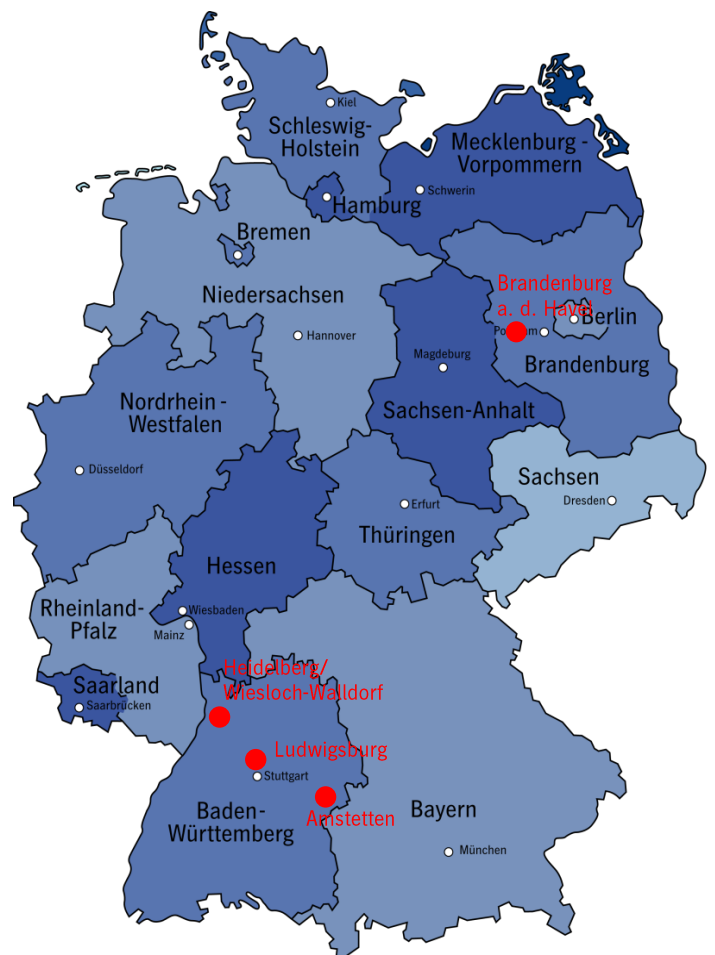 Kiel
Schleswig-
Holstein
Mecklenburg -
Vorpommern
Schwerin
Hamburg
Bremen
Niedersachsen
Hannover
Brandenburg
a. d. Havel
Berlin
Brandenburg
Magdeburg
Sachsen-Anhalt
Nordrhein -
Westfalen
Düsseldorf
Sachsen
Dresden
Erfurt
Thüringen
Hessen
Rheinland-
Pfalz
Wiesbaden
Mainz
Saarland
Saarbrücken
Heidelberg/
Wiesloch-Walldorf
Ludwigsburg
Stuttgart
Amstetten
Baden-
Württemberg
Bayern
München